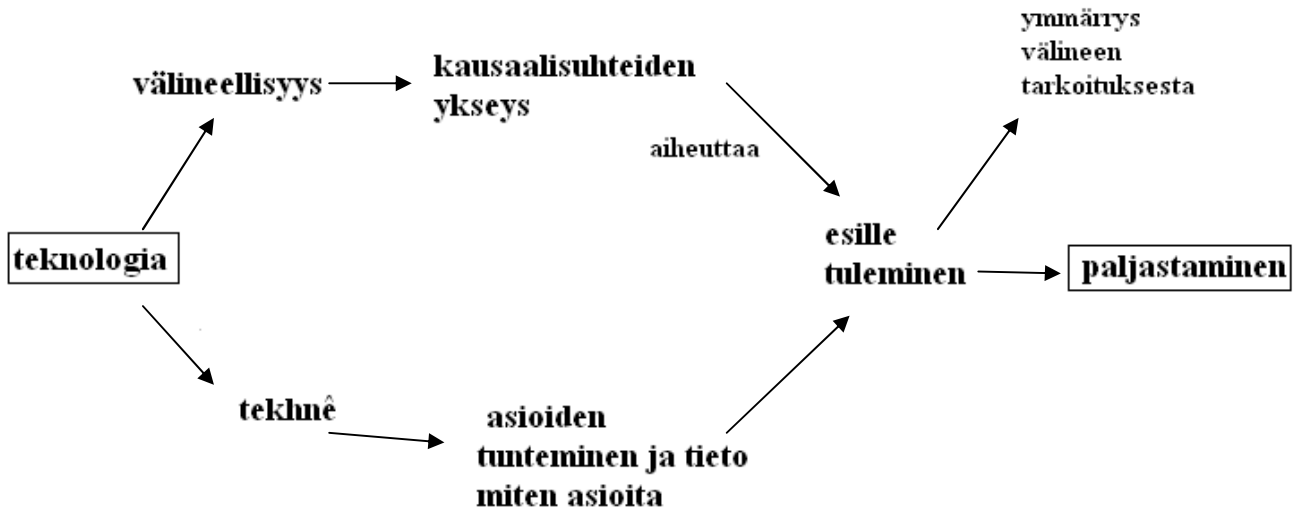 ymmärrys
välineen
tarkoituksesta
välineellisyys
kausaalisuhteiden
ykseys
aiheuttaa
teknologia
esille
tuleminen
paljastaminen
tekhnê
asioiden
tunteminen ja tieto
miten asioita